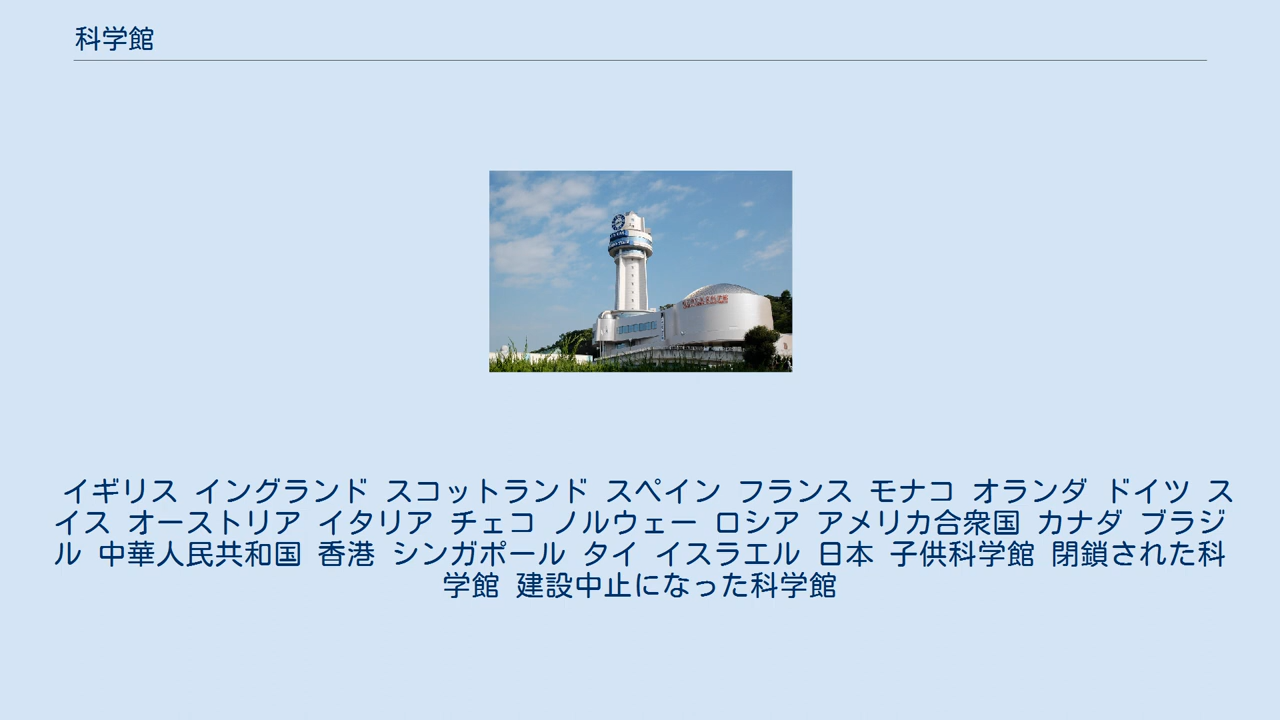 科学館
イギリス イングランド スコットランド スペイン フランス モナコ オランダ ドイツ ス
イス オーストリア イタリア チェコ ノルウェー ロシア アメリカ合衆国 カナダ ブラジ
ル 中華人民共和国 香港 シンガポール タイ イスラエル 日本 子供科学館 閉鎖された科
学館 建設中止になった科学館